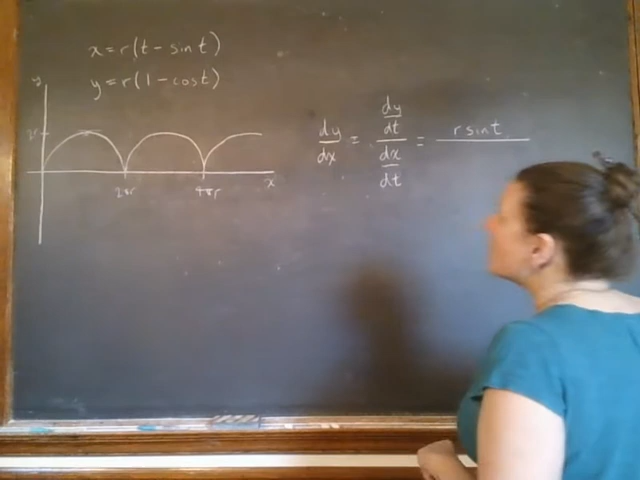 x = r(t - sin t)
y = r(1 - cos t)
y
2r
2πr
4πr
x
dy/dx = (dy/dt)/(dx/dt) = r sin t